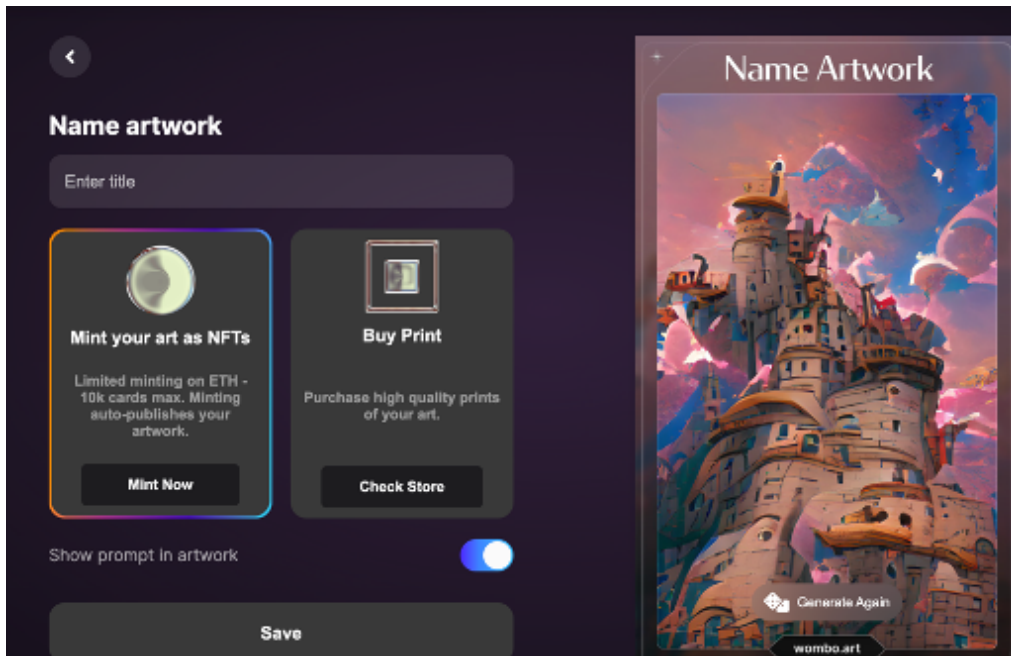 Name artwork
Enter title
Mint your art as NFTs
Limited minting on ETH -
10k cards max. Minting
auto-publishes your
artwork.
Mint Now
Buy Print
Purchase high quality prints
of your art.
Check Store
Show prompt in artwork
Save
Name Artwork
Generate Again
wombo.art